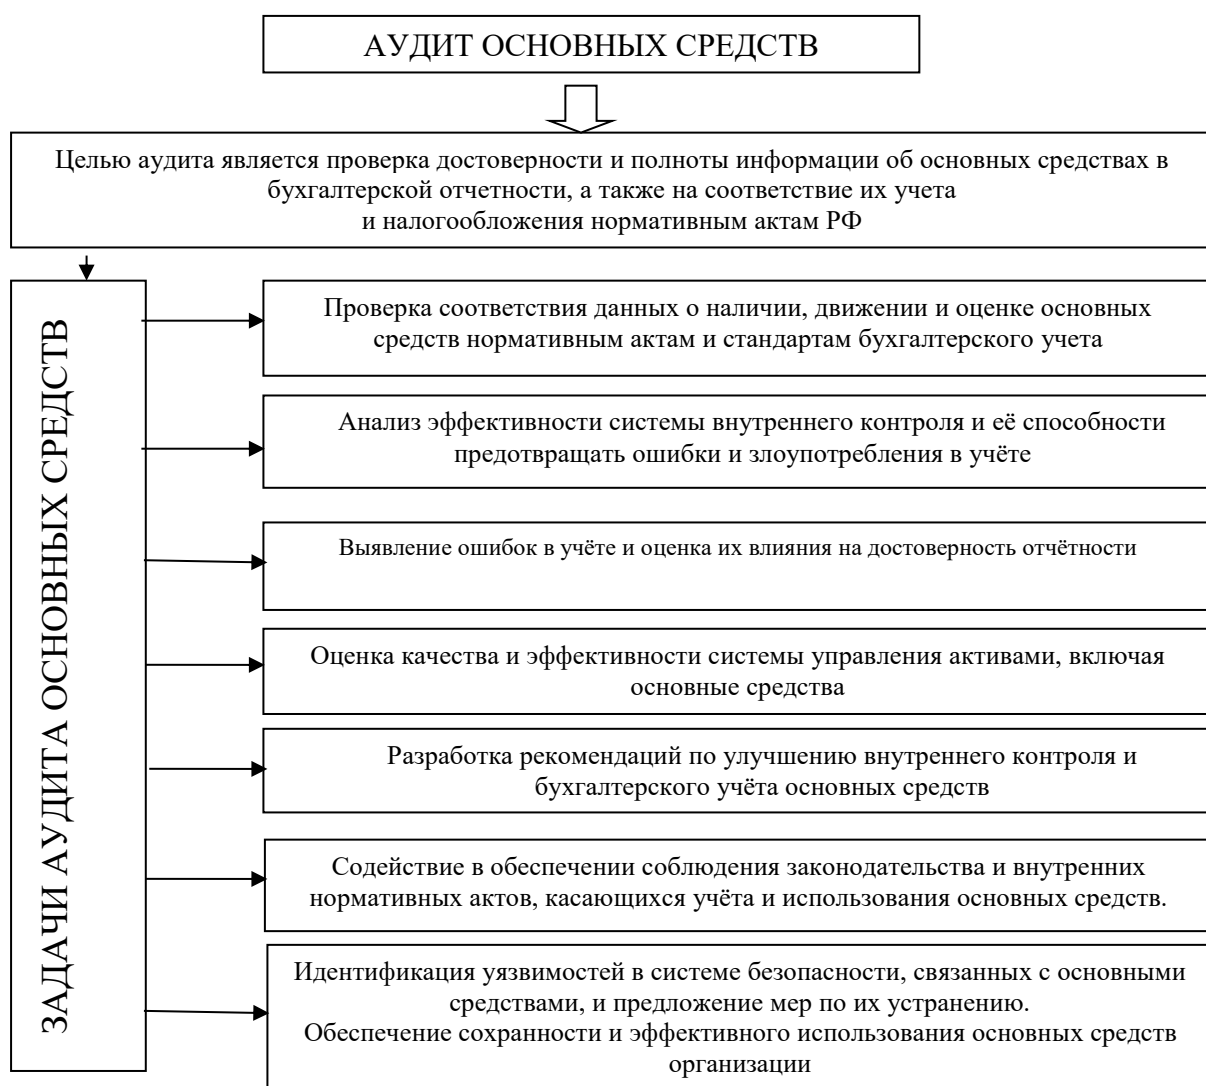 АУДИТ ОСНОВНЫХ СРЕДСТВ
Целью аудита является проверка достоверности и полноты информации об основных средствах в
бухгалтерской отчетности, а также на соответствие их учета
и налогообложения нормативным актам РФ
ЗАДАЧИ АУДИТА ОСНОВНЫХ СРЕДСТВ
Проверка соответствия данных о наличии, движении и оценке основных
средств нормативным актам и стандартам бухгалтерского учета
Анализ эффективности системы внутреннего контроля и её способности
предотвращать ошибки и злоупотребления в учёте
Выявление ошибок в учёте и оценка их влияния на достоверность отчётности
Оценка качества и эффективности системы управления активами, включая
основные средства
Разработка рекомендаций по улучшению внутреннего контроля и
бухгалтерского учёта основных средств
Содействие в обеспечении соблюдения законодательства и внутренних
нормативных актов, касающихся учёта и использования основных средств.
Идентификация уязвимостей в системе безопасности, связанных с основными
средствами, и предложение мер по их устранению.
Обеспечение сохранности и эффективного использования основных средств
организации